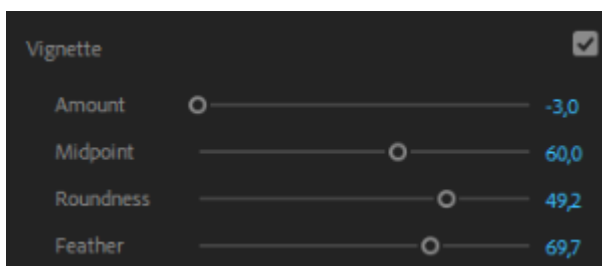 Vignette
Amount -3,0
Midpoint 60,0
Roundness 49,2
Feather 69,7